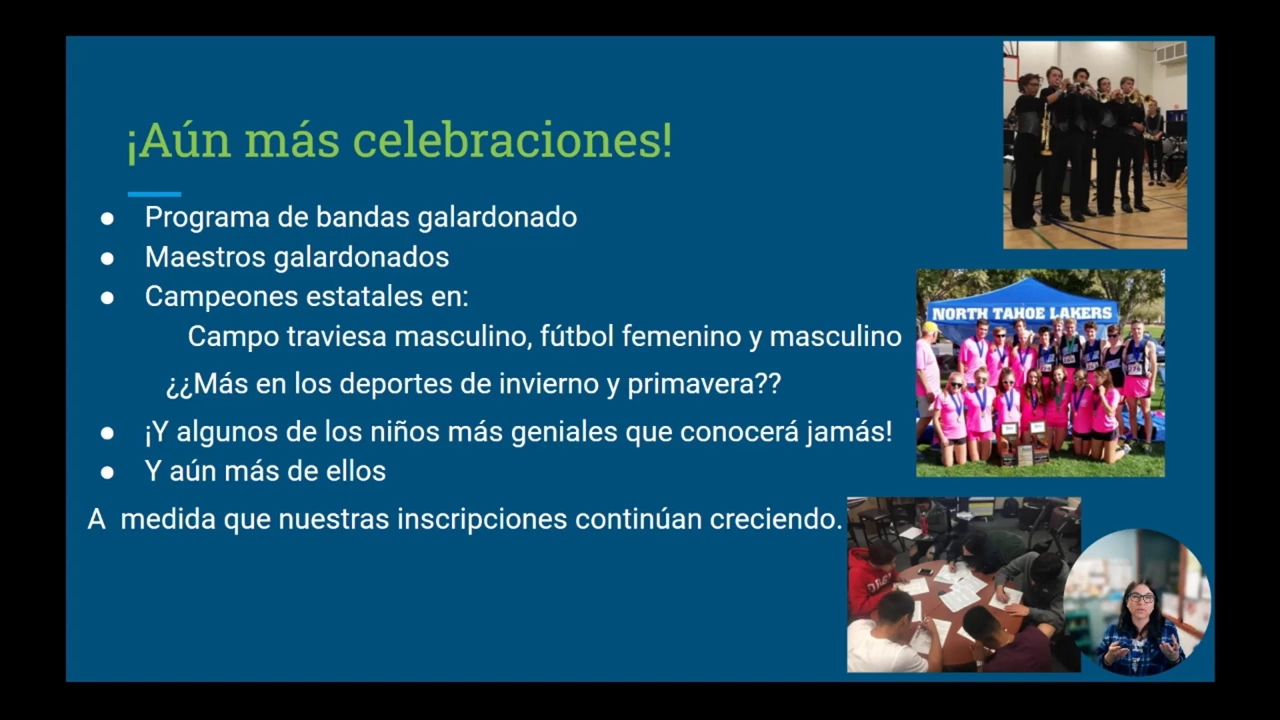 ¡Aún más celebraciones!
● Programa de bandas galardonado
● Maestros galardonados
● Campeones estatales en:
Campo traviesa masculino, fútbol femenino y masculino
¿¿Más en los deportes de invierno y primavera??
● ¡Y algunos de los niños más geniales que conocerá jamás!
● Y aún más de ellos
A medida que nuestras inscripciones continúan creciendo.
NORTH TAHOE LAKERS